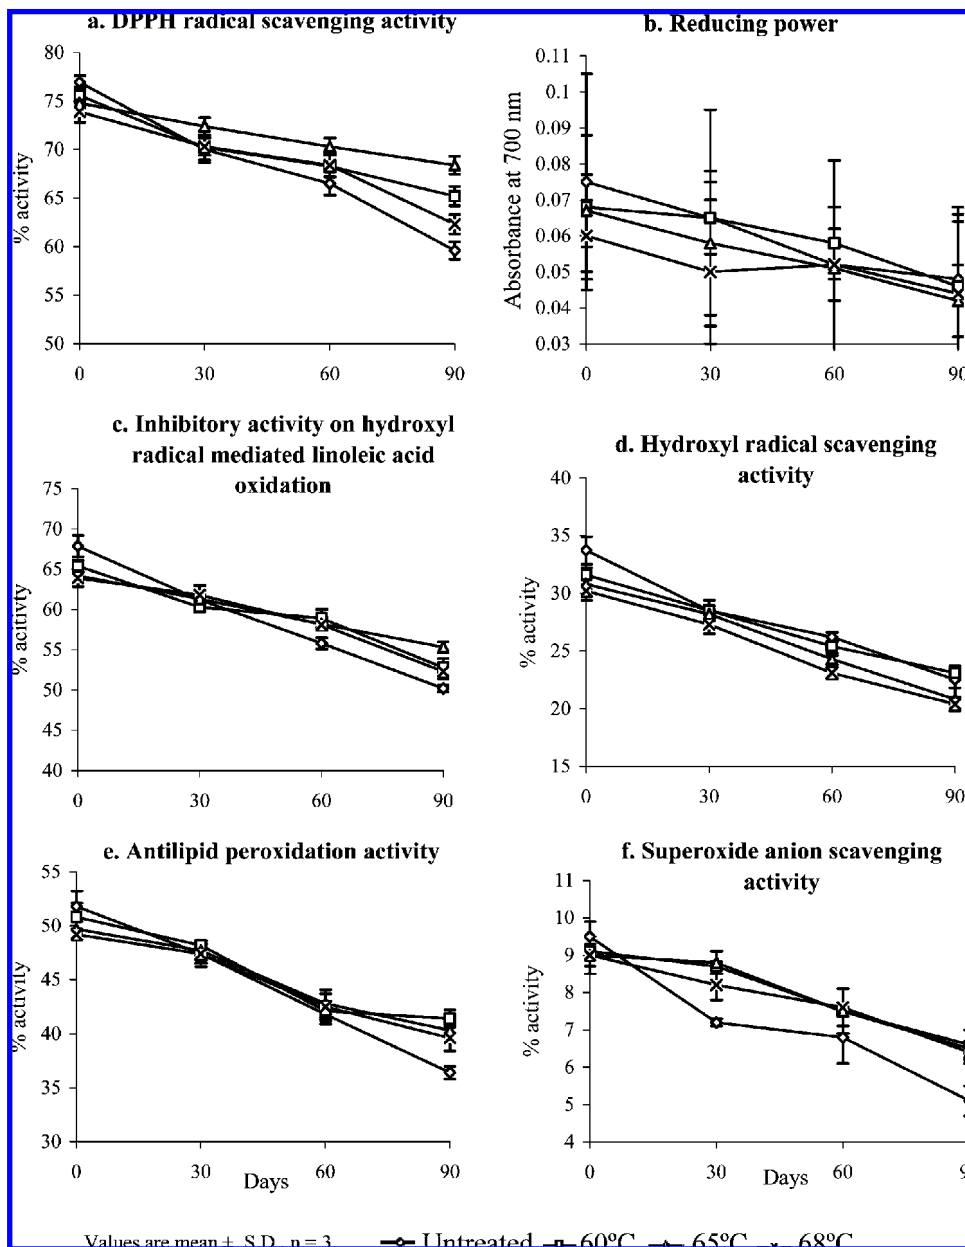 a. DPPH radical scavenging activity
80
75
70
65
60
55
50
% activity
0 30 60 90
b. Reducing power
0.11
0.1
0.09
0.08
0.07
0.06
0.05
0.04
0.03
Absorbance at 700 nm
0 30 60 90
c. Inhibitory activity on hydroxyl
radical mediated linoleic acid
oxidation
75
70
65
60
55
50
45
40
% acitivity
0 30 60 90
d. Hydroxyl radical scavenging
activity
40
35
30
25
20
15
% activity
0 30 60 90
e. Antilipid peroxidation activity
55
50
45
40
35
30
% activity
0 30 60 90
Days
f. Superoxide anion scavenging
activity
11
10
9
8
7
6
5
4
% activity
0 30 60 9
Days
Values are mean ± S.D., n = 3 Untreated 60ºC 65ºC 68ºC